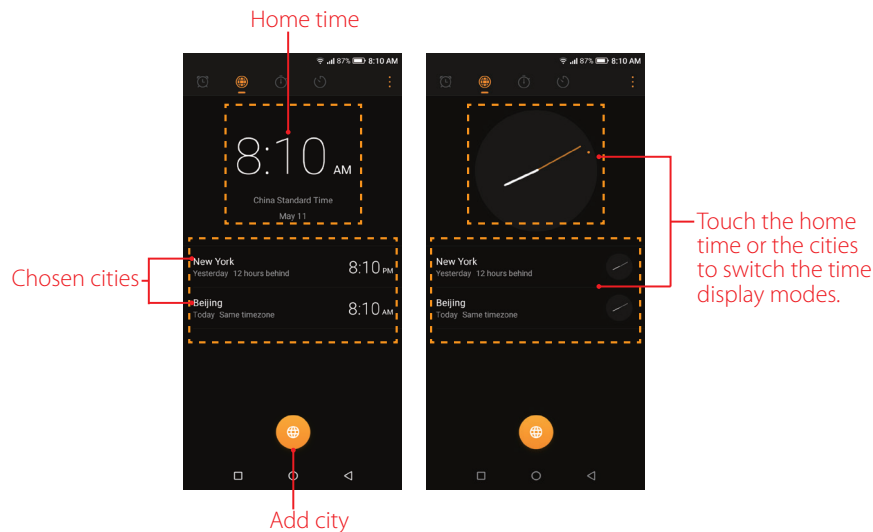 Home time
87% 8:10 AM
8:10 AM
China Standard Time
May 11
New York
Yesterday 12 hours behind
8:10 PM
Beijing
Today Same timezone
8:10 AM
Chosen cities
Add city
87% 8:10 AM
New York
Yesterday 12 hours behind
Beijing
Today Same timezone
Touch the home
time or the cities
to switch the time
display modes.